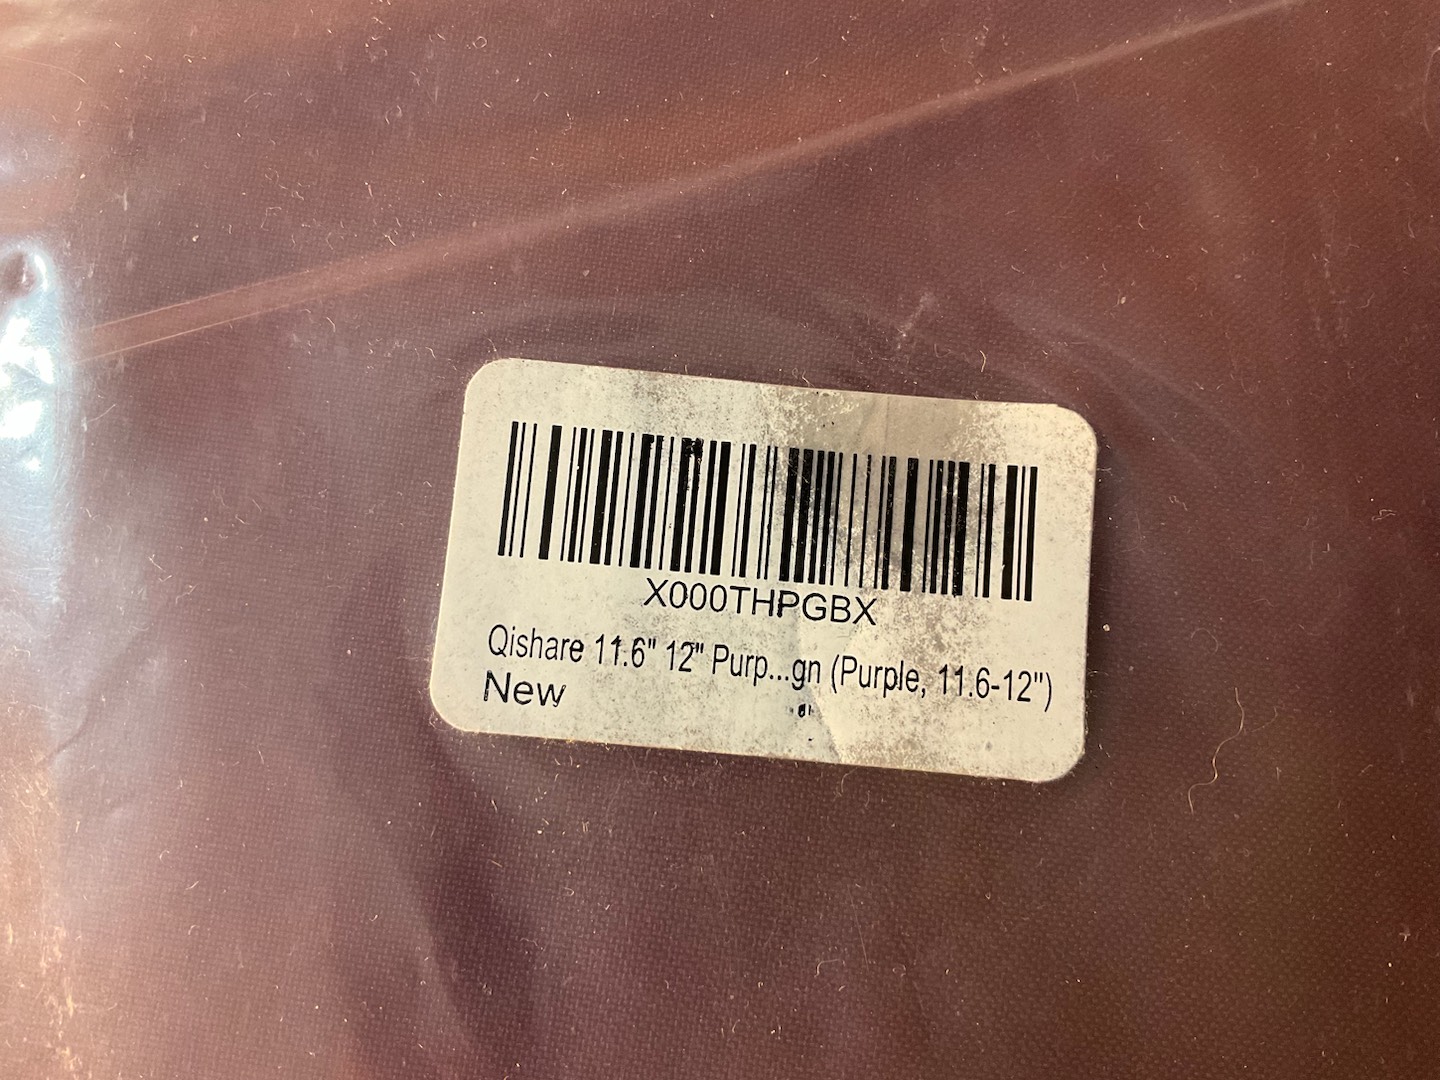 X000THPGBX
Qishare 11.6" 12" Purp...gn (Purple, 11.6-12")
New